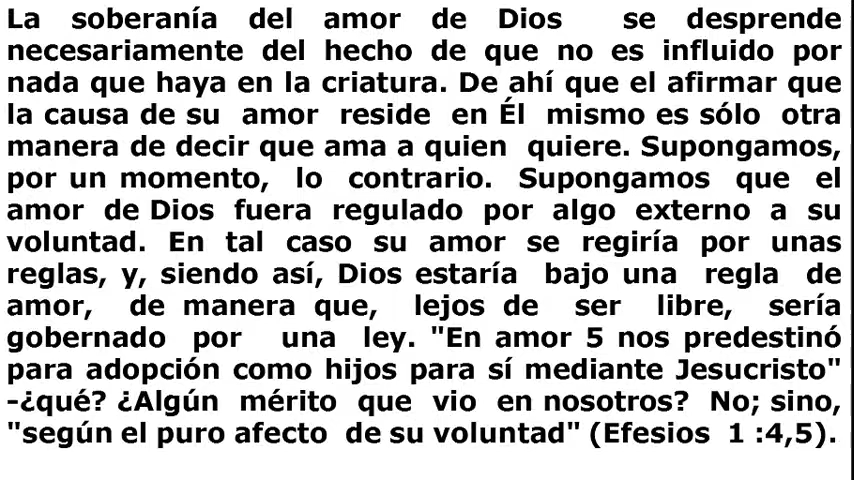 La soberanía del amor de Dios se desprende
necesariamente del hecho de que no es influido por
nada que haya en la criatura. De ahí que el afirmar que
la causa de su amor reside en Él mismo es sólo otra
manera de decir que ama a quien quiere. Supongamos,
por un momento, lo contrario. Supongamos que el
amor de Dios fuera regulado por algo externo a su
voluntad. En tal caso su amor se regiría por unas
reglas, y, siendo así, Dios estaría bajo una regla de
amor, de manera que, lejos de ser libre, sería
gobernado por una ley. "En amor 5 nos predestinó
para adopción como hijos para sí mediante Jesucristo"
-¿qué? ¿Algún mérito que vio en nosotros? No; sino,
"según el puro afecto de su voluntad" (Efesios 1 :4,5).